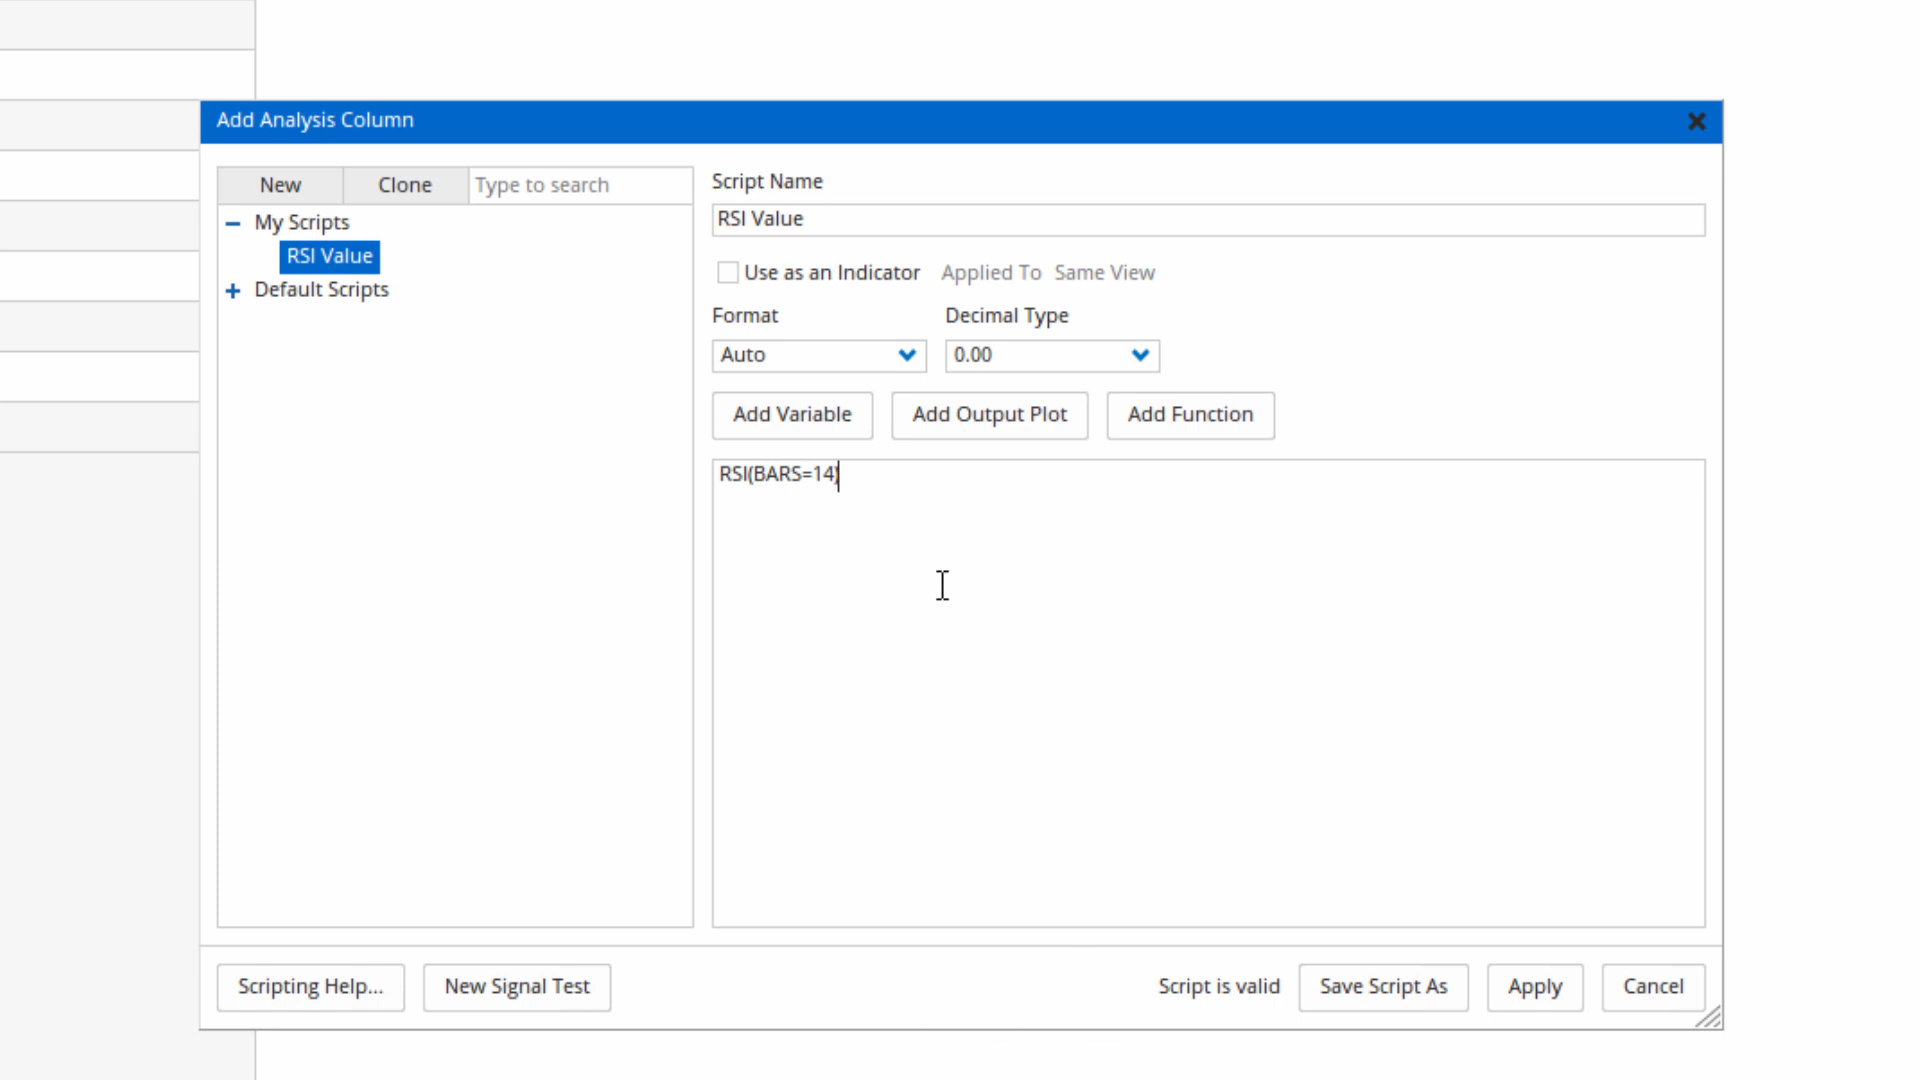 Add Analysis Column
New
Clone
Type to search
My Scripts
RSI Value
Default Scripts
Script Name
RSI Value
Use as an Indicator
Applied To
Same View
Format
Decimal Type
Auto
0.00
Add Variable
Add Output Plot
Add Function
RSI(BARS=14)
Scripting Help...
New Signal Test
Script is valid
Save Script As
Apply
Cancel